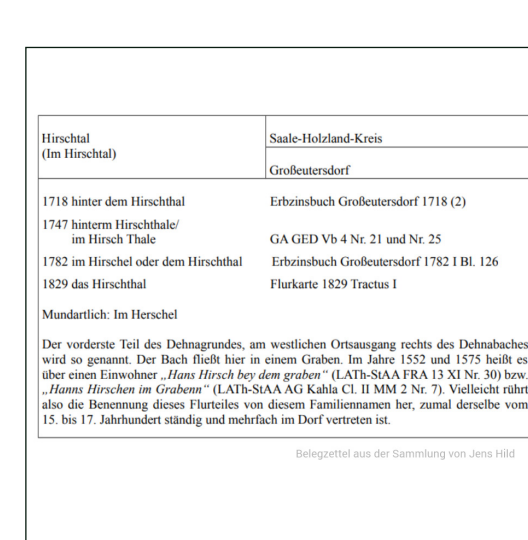 Hirschtal
(Im Hirschtal)
Saale-Holzland-Kreis
Großeutersdorf
1718 hinter dem Hirschthal Erbzinsbuch Großeutersdorf 1718 (2)
1747 hinterm Hirschthale/
im Hirsch Thale GA GED Vb 4 Nr. 21 und Nr. 25
1782 im Hirschel oder dem Hirschthal Erbzinsbuch Großeutersdorf 1782 I Bl. 126
1829 das Hirschthal Flurkarte 1829 Tractus I
Mundartlich: Im Herschel
Der vorderste Teil des Dehnagrundes, am westlichen Ortsausgang rechts des Dehnabaches
wird so genannt. Der Bach fließt hier in einem Graben. Im Jahre 1552 und 1575 heißt es
über einen Einwohner „Hans Hirsch bey dem graben“ (LATh-StAA FRA 13 XI Nr. 30) bzw.
„Hanns Hirschen im Grabenn“ (LATh-StAA AG Kahla Cl. II MM 2 Nr. 7). Vielleicht rührt
also die Benennung dieses Flurteiles von diesem Familiennamen her, zumal derselbe vom
15. bis 17. Jahrhundert ständig und mehrfach im Dorf vertreten ist.
Belegzettel aus der Sammlung von Jens Hild